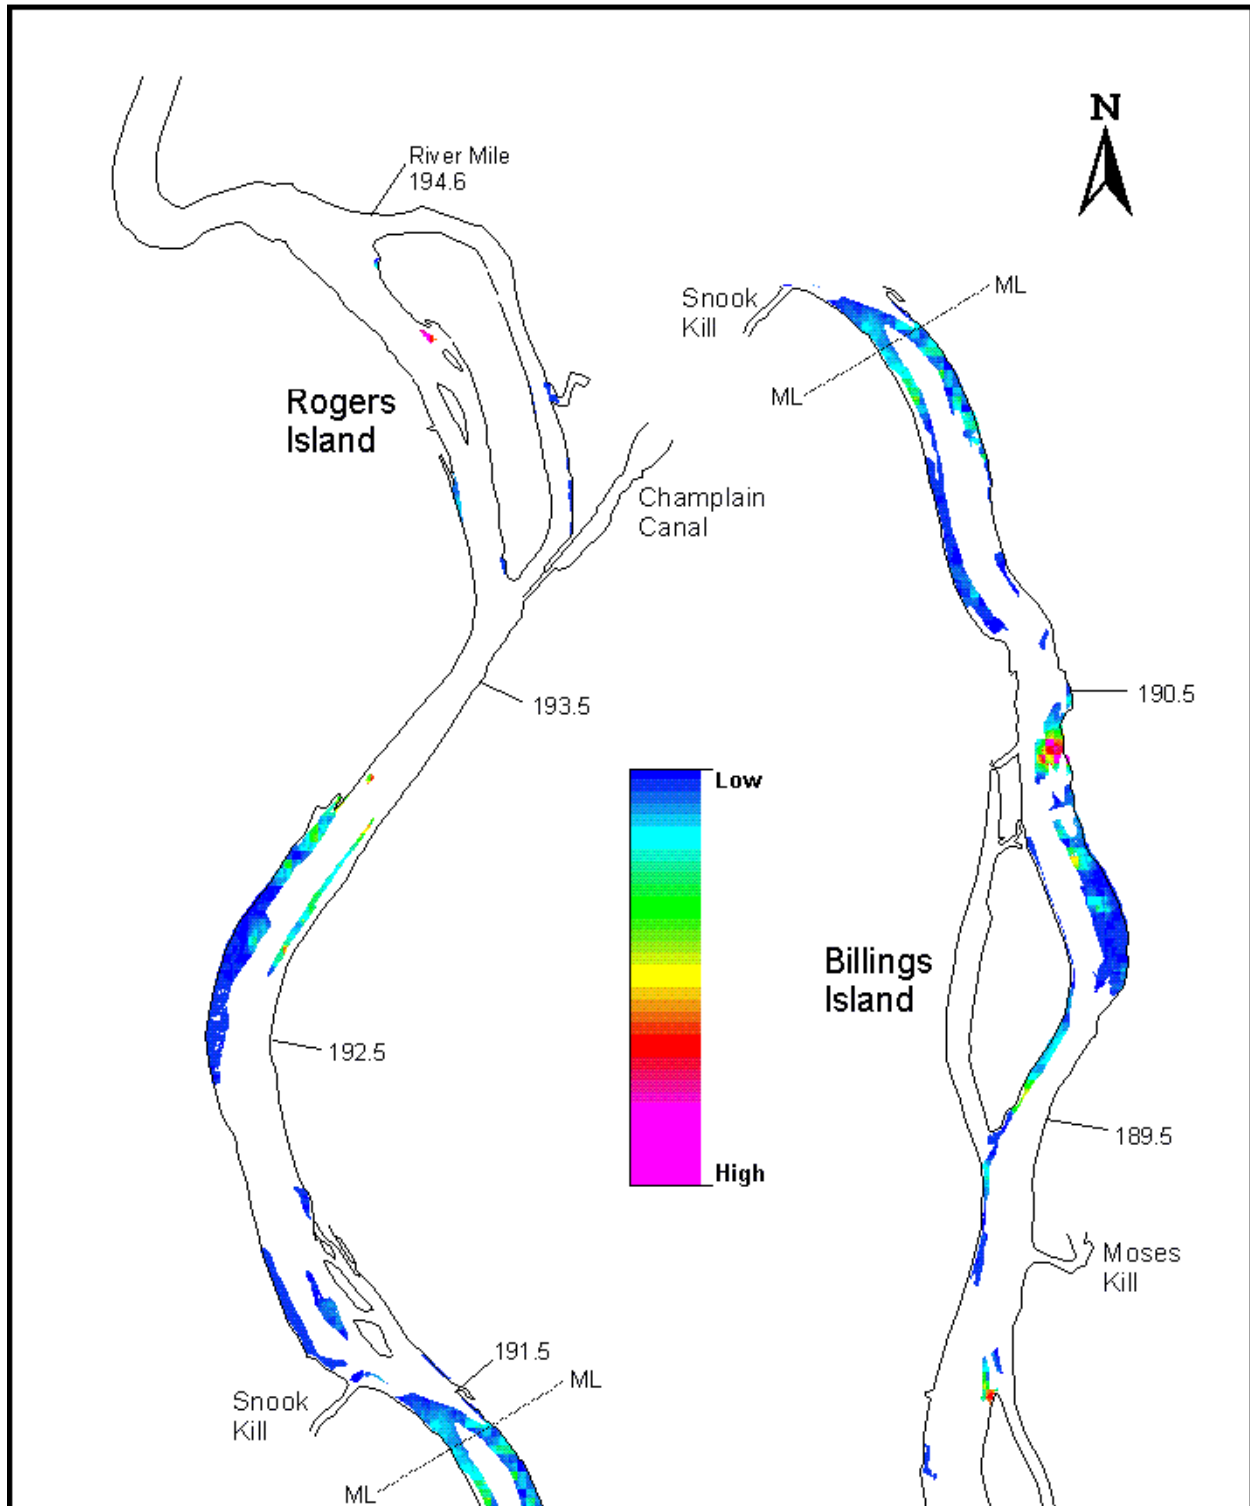 N
River Mile
194.6
Rogers
Island
Champlain
Canal
193.5
192.5
191.5
Snook
Kill
ML
ML
Low
High
Snook
Kill
ML
ML
190.5
Billings
Island
189.5
Moses
Kill